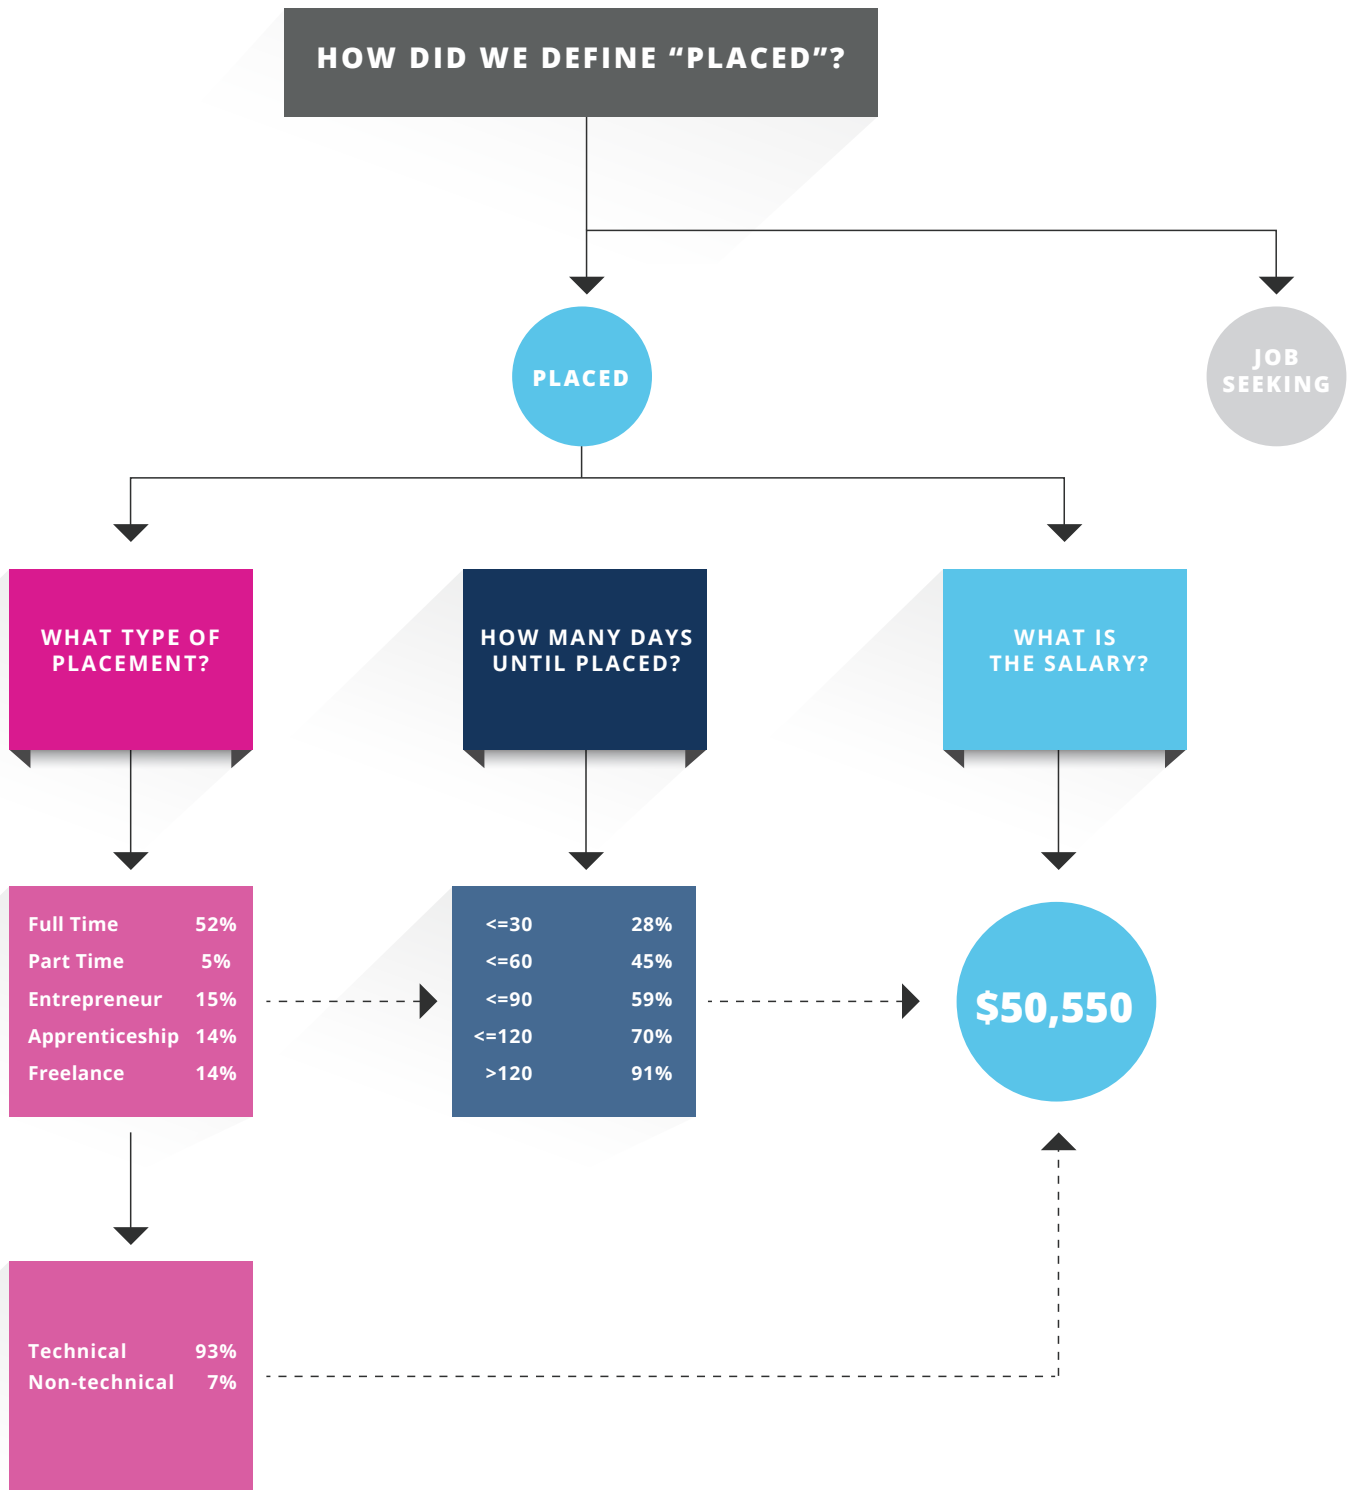 HOW DID WE DEFINE “PLACED”?
PLACED
JOB
SEEKING
WHAT TYPE OF
PLACEMENT?
HOW MANY DAYS
UNTIL PLACED?
WHAT IS
THE SALARY?
Full Time 52%
Part Time 5%
Entrepreneur 15%
Apprenticeship 14%
Freelance 14%
<=30 28%
<=60 45%
<=90 59%
<=120 70%
>120 91%
$50,550
Technical 93%
Non-technical 7%